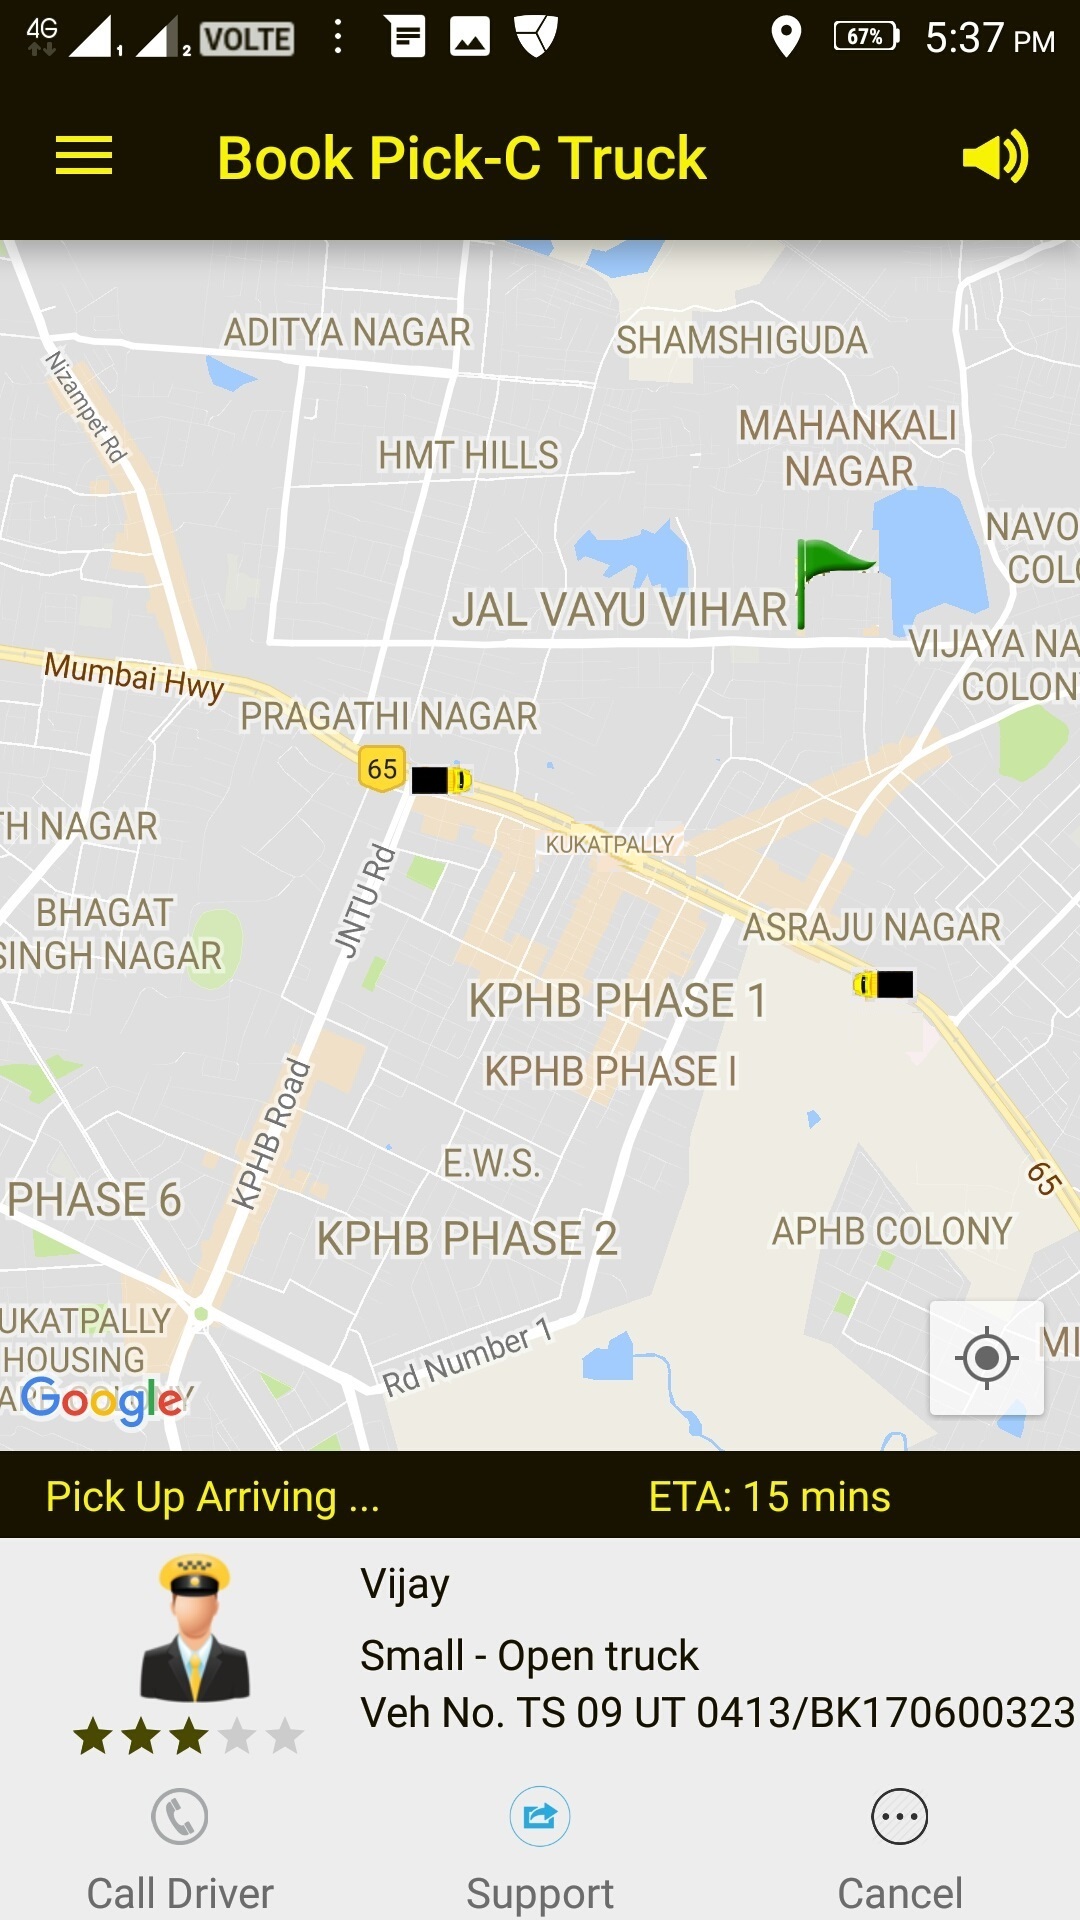 4G 1 2 VOLTE 67% 5:37 PM
Book Pick-C Truck
ADITYA NAGAR
SHAMSHIGUDA
Nizampet Rd
MAHANKALI
NAGAR
HMT HILLS
NAVO
COLO
JAL VAYU VIHAR
VIJAYA NA
COLON
Mumbai Hwy
PRAGATHI NAGAR
65
TH NAGAR
KUKATPALLY
JNTU Rd
BHAGAT
SINGH NAGAR
ASRAJU NAGAR
KPHB PHASE 1
KPHB PHASE I
KPHB Road
E.W.S.
65
PHASE 6
KPHB PHASE 2
APHB COLONY
UKATPALLY
HOUSING
Rd Number 1
MI
Google
Pick Up Arriving ... ETA: 15 mins
Vijay
Small - Open truck
Veh No. TS 09 UT 0413/BK170600323
Call Driver Support Cancel